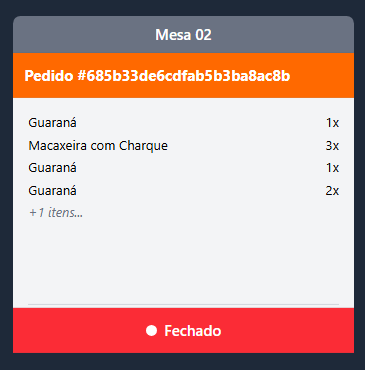 Mesa 02
Pedido #685b33de6cdfab5b3ba8ac8b
Guaraná 1x
Macaxeira com Charque 3x
Guaraná 1x
Guaraná 2x
+1 itens...
Fechado